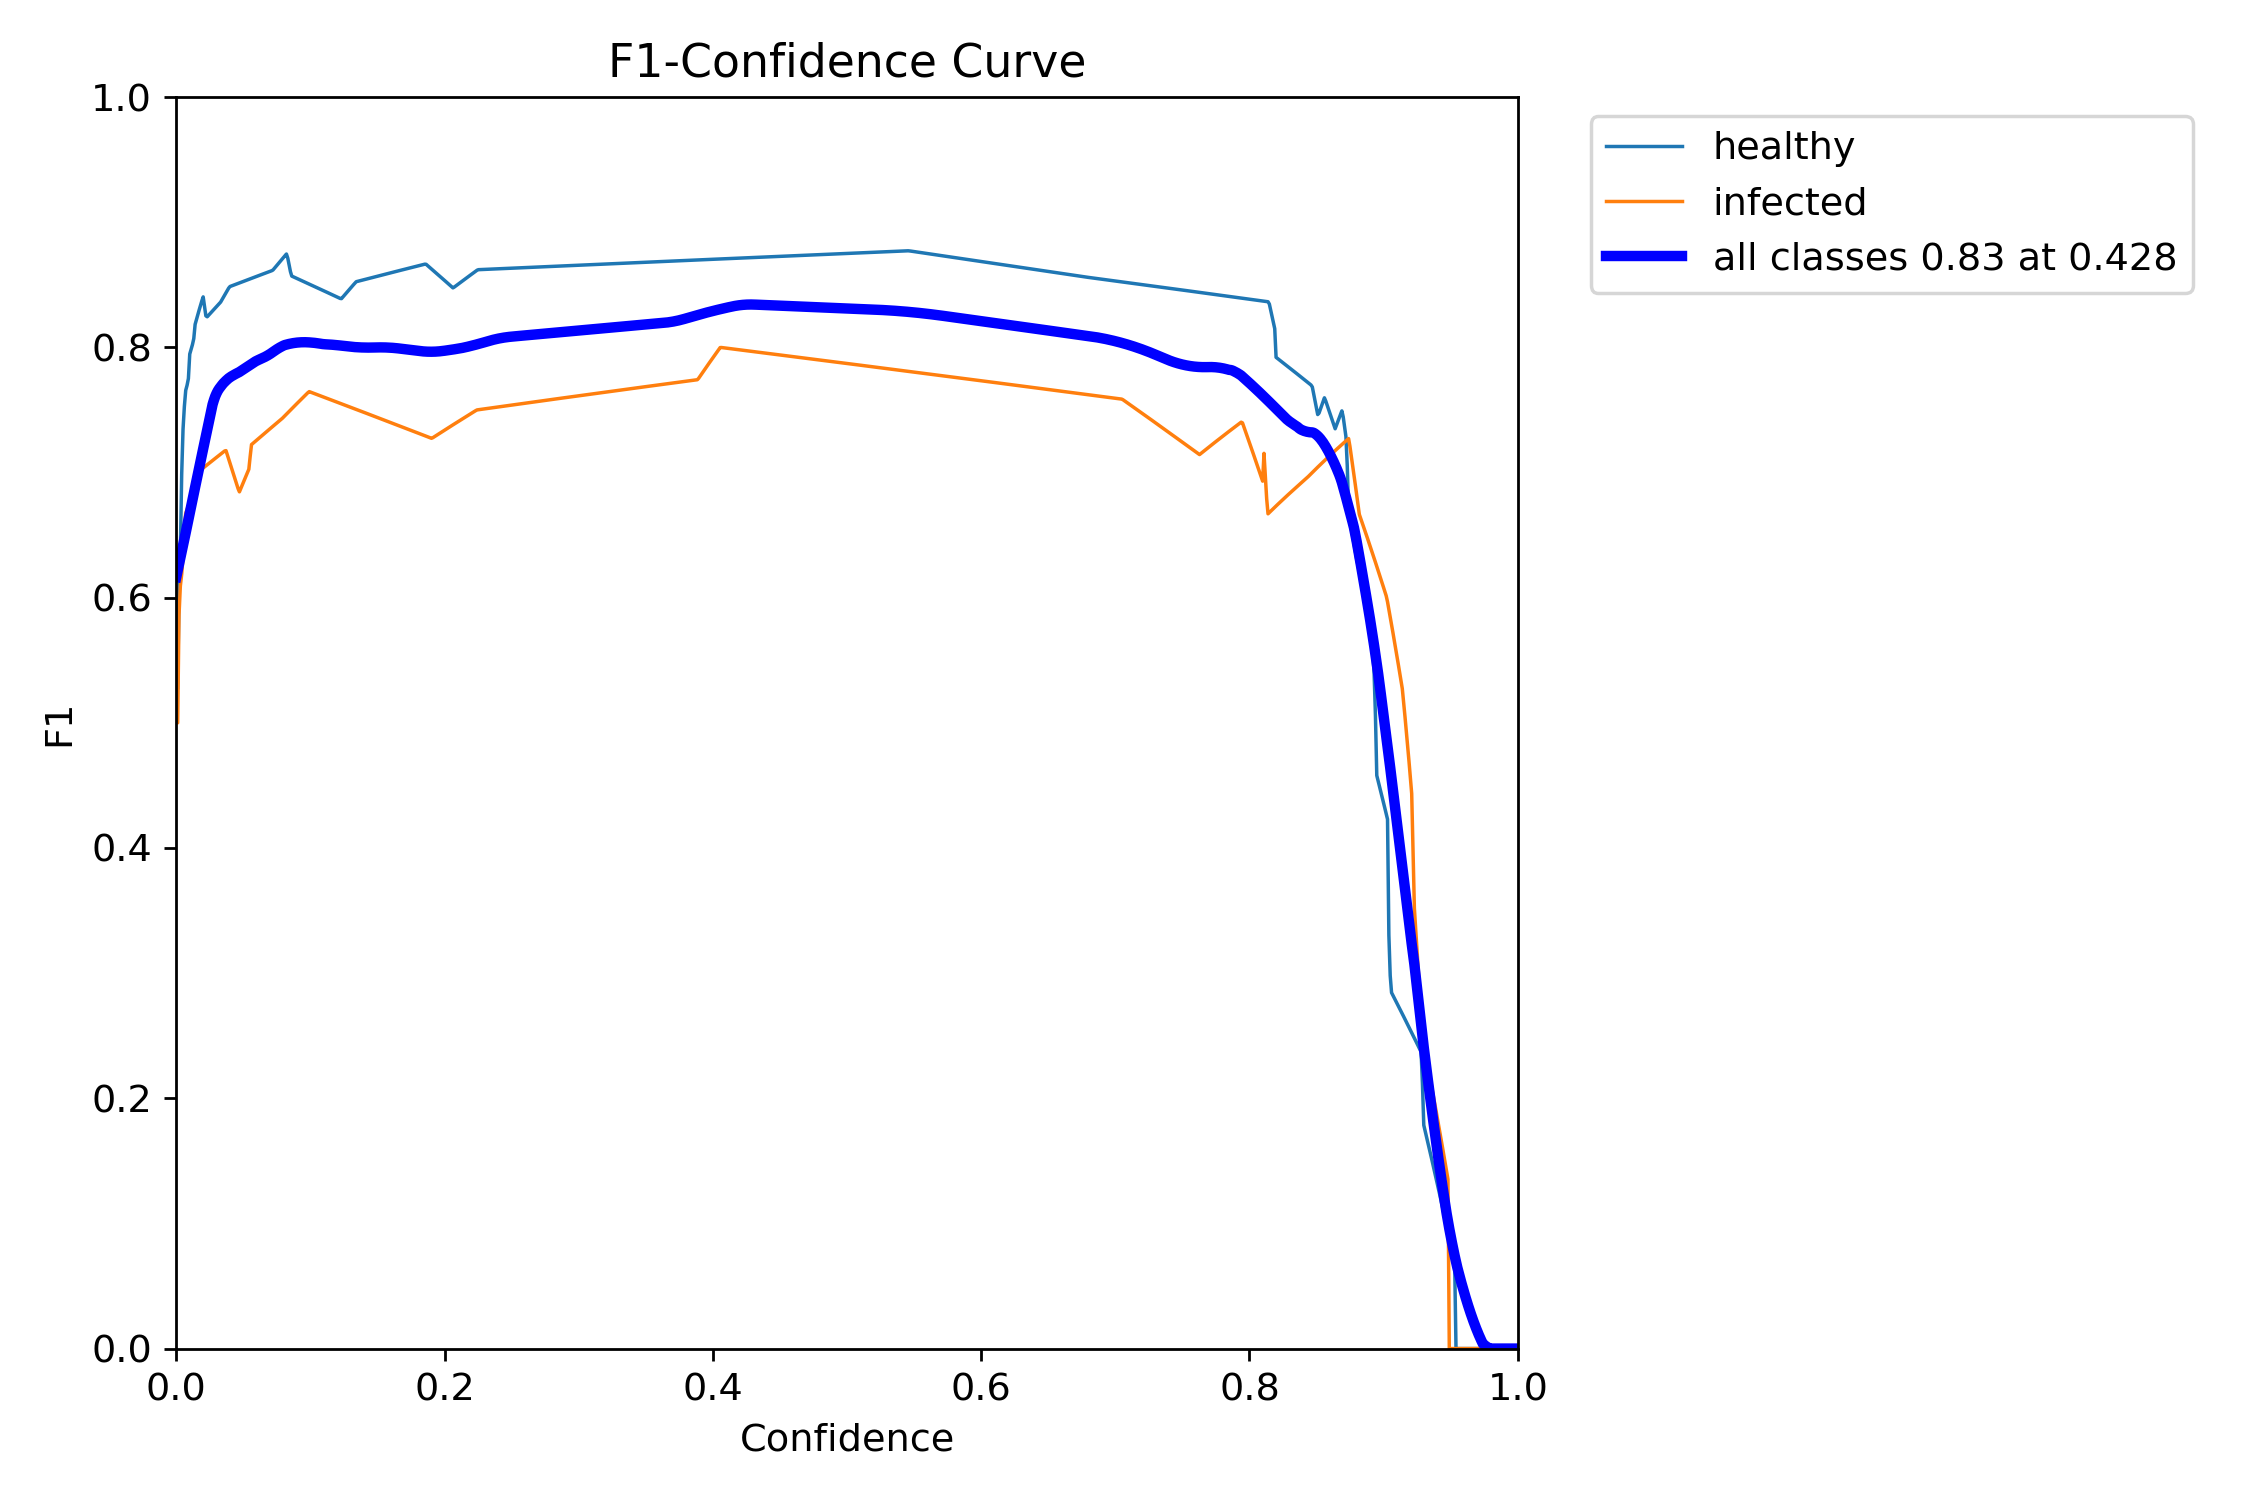 F1-Confidence Curve
1.0
0.8
0.6
0.4
0.2
0.0
F1
0.0 0.2 0.4 0.6 0.8 1.0
Confidence
healthy
infected
all classes 0.83 at 0.428